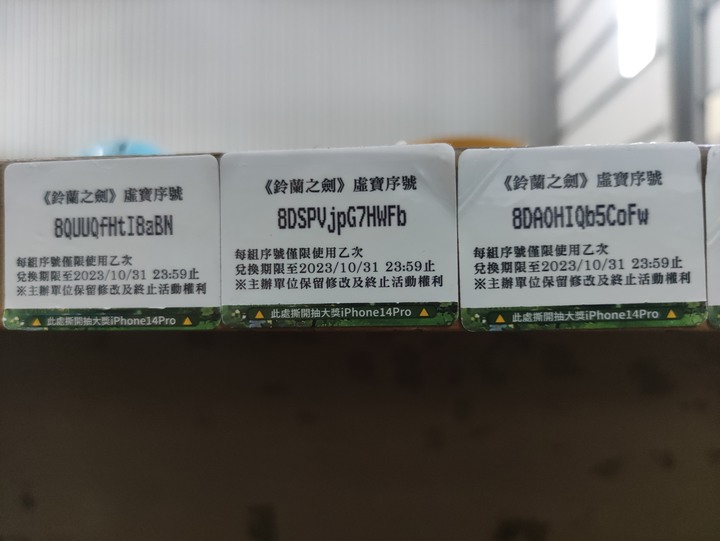 《鈴蘭之劍》虛寶序號
8QUUQfHtI8aBN
每組序號僅限使用乙次
兌換期限至2023/10/31 23:59止
※主辦單位保留修改及終止活動權利
▲ 此處撕開抽大獎iPhone14Pro ▲
《鈴蘭之劍》虛寶序號
8DSPVjpG7HWFb
每組序號僅限使用乙次
兌換期限至2023/10/31 23:59止
※主辦單位保留修改及終止活動權利
▲ 此處撕開抽大獎iPhone14Pro ▲
《鈴蘭之劍》虛寶序號
8DAOHIQb5CoFw
每組序號僅限使用乙次
兌換期限至2023/10/31 23:59止
※主辦單位保留修改及終止活動權利
▲ 此處撕開抽大獎iPhone14Pro ▲